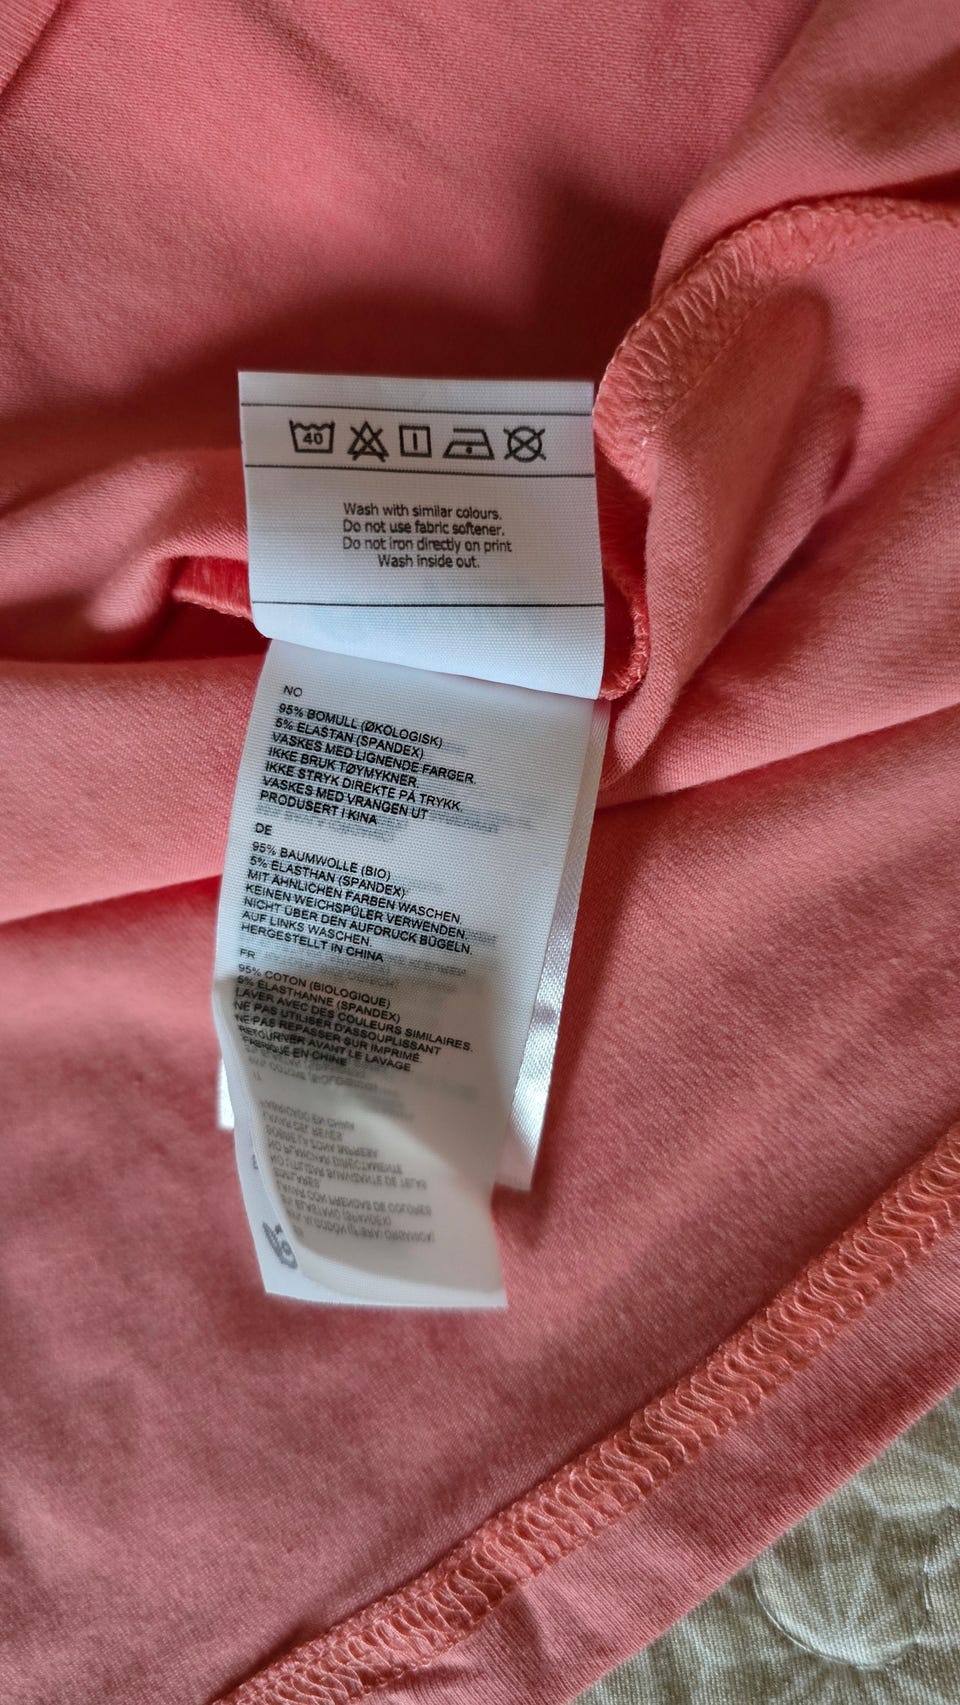 40
Wash with similar colours.
Do not use fabric softener.
Do not iron directly on print
Wash inside out.
NO
95% BOMULL (ØKOLOGISK)
5% ELASTAN (SPANDEX)
VASKES MED LIGNENDE FARGER.
IKKE BRUK TØYMYKNER.
IKKE STRYK DIREKTE PÅ TRYKK.
VASKES MED VRANGEN UT
PRODUSERT I KINA
DE
95% BAUMWOLLE (BIO)
5% ELASTHAN (SPANDEX)
MIT ÄHNLICHEN FARBEN WASCHEN.
KEINEN WEICHSPÜLER VERWENDEN.
NICHT ÜBER DEN AUFDRUCK BÜGELN.
AUF LINKS WASCHEN.
HERGESTELLT IN CHINA
FR
95% COTON (BIOLOGIQUE)
5% ELASTHANNE (SPANDEX)
LAVER AVEC DES COULEURS SIMILAIRES.
NE PAS UTILISER D'ASSOUPLISSANT
NE PAS REPASSER SUR IMPRIMÉ
RETOURNER AVANT LE LAVAGE
FABRIQUÉ EN CHINE